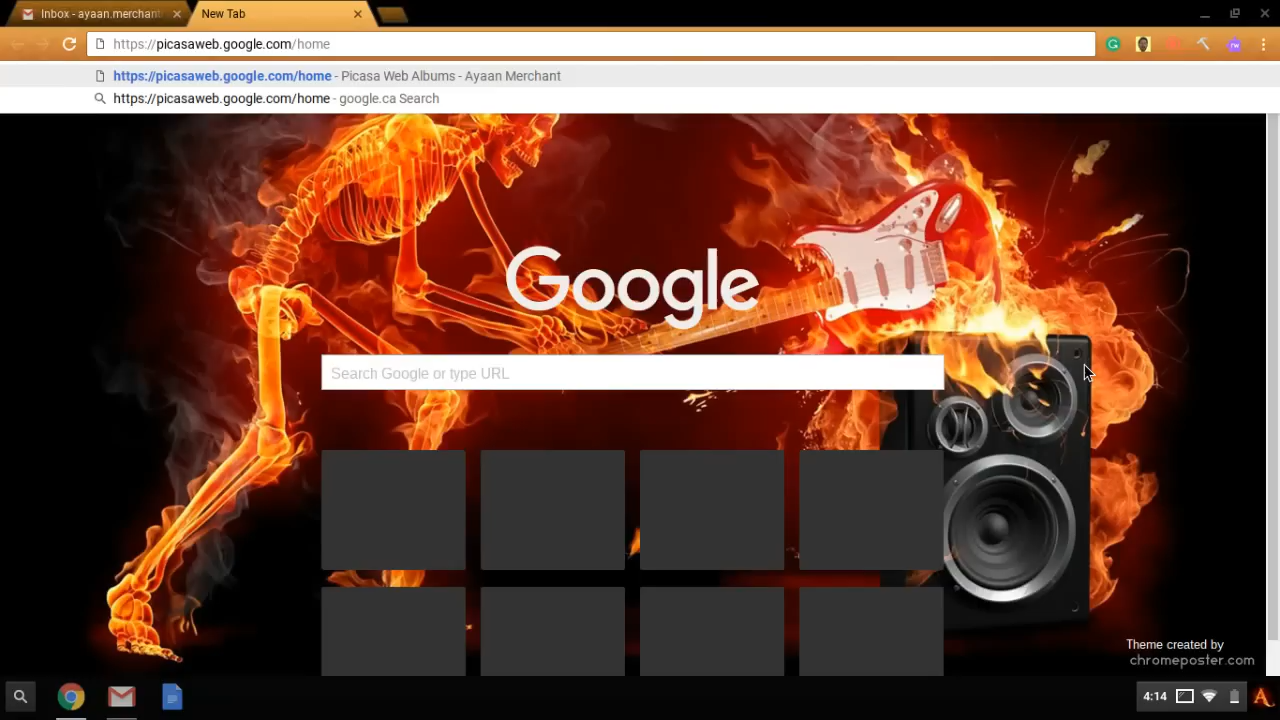 Inbox - ayaan.merchant
New Tab
https://picasaweb.google.com/home
https://picasaweb.google.com/home - Picasa Web Albums - Ayaan Merchant
https://picasaweb.google.com/home - google.ca Search
Google
Search Google or type URL
Theme created by
chromeposter.com
4:14